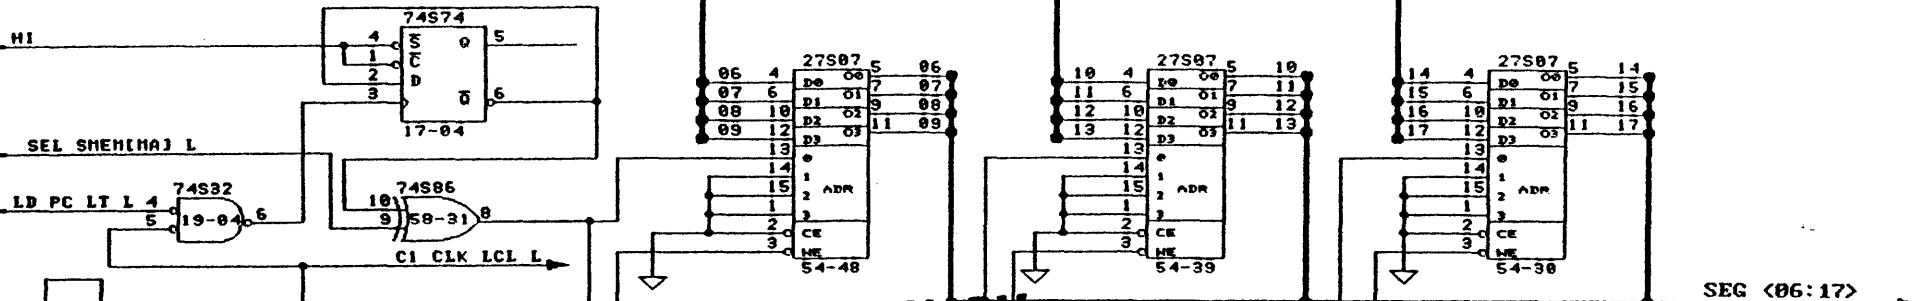 74S74
HI
4 S Q 5
1 C
2 D
3 Q 6
17-04
SEL SMEM[MA] L
74S32
LD PC LT L 4
5 19-04 6
74S86
10
9 50-31 8
C1 CLK LCL L
27S07
06 4 D0 O0 5 06
07 6 D1 O1 7 07
08 10 D2 O2 9 08
09 12 D3 O3 11 09
13 0
14 1
15 2 ADR
1 3
2 CE
3 WE
54-48
27S07
10 4 D0 O0 5 10
11 6 D1 O1 7 11
12 10 D2 O2 9 12
13 12 D3 O3 11 13
13 0
14 1
15 2 ADR
1 3
2 CE
3 WE
54-39
27S07
14 4 D0 O0 5 14
15 6 D1 O1 7 15
16 10 D2 O2 9 16
17 12 D3 O3 11 17
13 0
14 1
15 2 ADR
1 3
2 CE
3 WE
54-30
SEG <06:17>